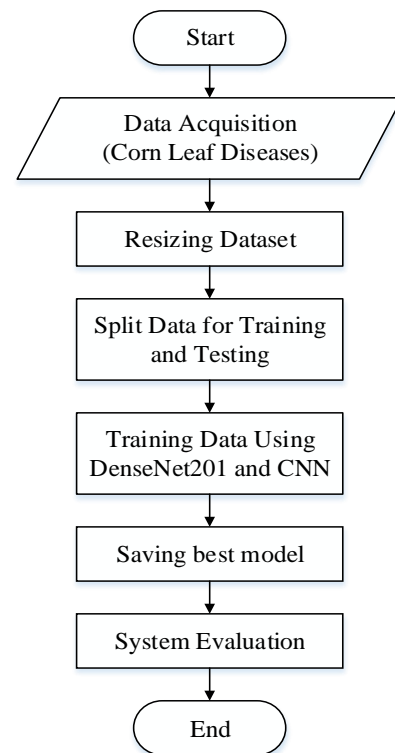 Start
Data Acquisition
(Corn Leaf Diseases)
Resizing Dataset
Split Data for Training
and Testing
Training Data Using
DenseNet201 and CNN
Saving best model
System Evaluation
End